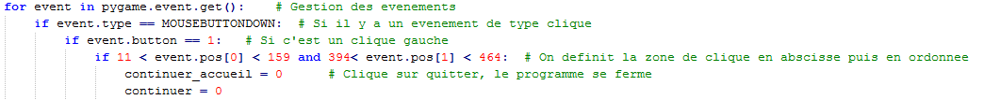 for event in pygame.event.get():    # Gestion des evenements
    if event.type == MOUSEBUTTONDOWN:  # Si il y a un evenement de type clique
        if event.button == 1:   # Si c'est un clique gauche
            if 11 < event.pos[0] < 159 and 394< event.pos[1] < 464:  # On definit la zone de clique en abscisse puis en ordonnee
                continuer_accueil = 0      # Clique sur quitter, le programme se ferme
                continuer = 0